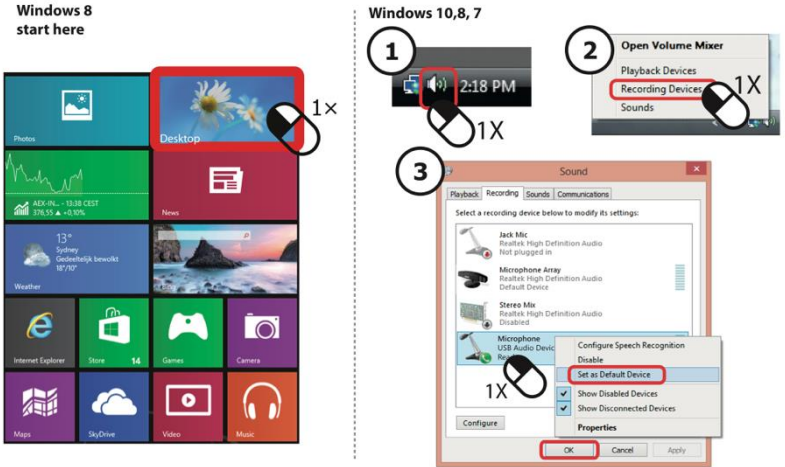 Windows 8
start here
Photos
Desktop
1×
AEX-IN... - 13:38 CEST
376,55 ▲ +0,10%
News
13°
Sydney
Gedeeltelijk bewolkt
18°/10°
Weather
Internet Explorer
Store 14
Games
Camera
Maps
SkyDrive
Video
Music
Windows 10,8, 7
1
2:18 PM
1X
2
Open Volume Mixer
Playback Devices
Recording Devices
Sounds
1X
3
Sound
Playback Recording Sounds Communications
Select a recording device below to modify its settings:
Jack Mic
Realtek High Definition Audio
Not plugged in
Microphone Array
Realtek High Definition Audio
Default Device
Stereo Mix
Realtek High Definition Audio
Disabled
Microphone
USB Audio
1X
Configure Speech Recognition
Disable
Set as Default Device
Show Disabled Devices
Show Disconnected Devices
Properties
Configure
OK Cancel Apply